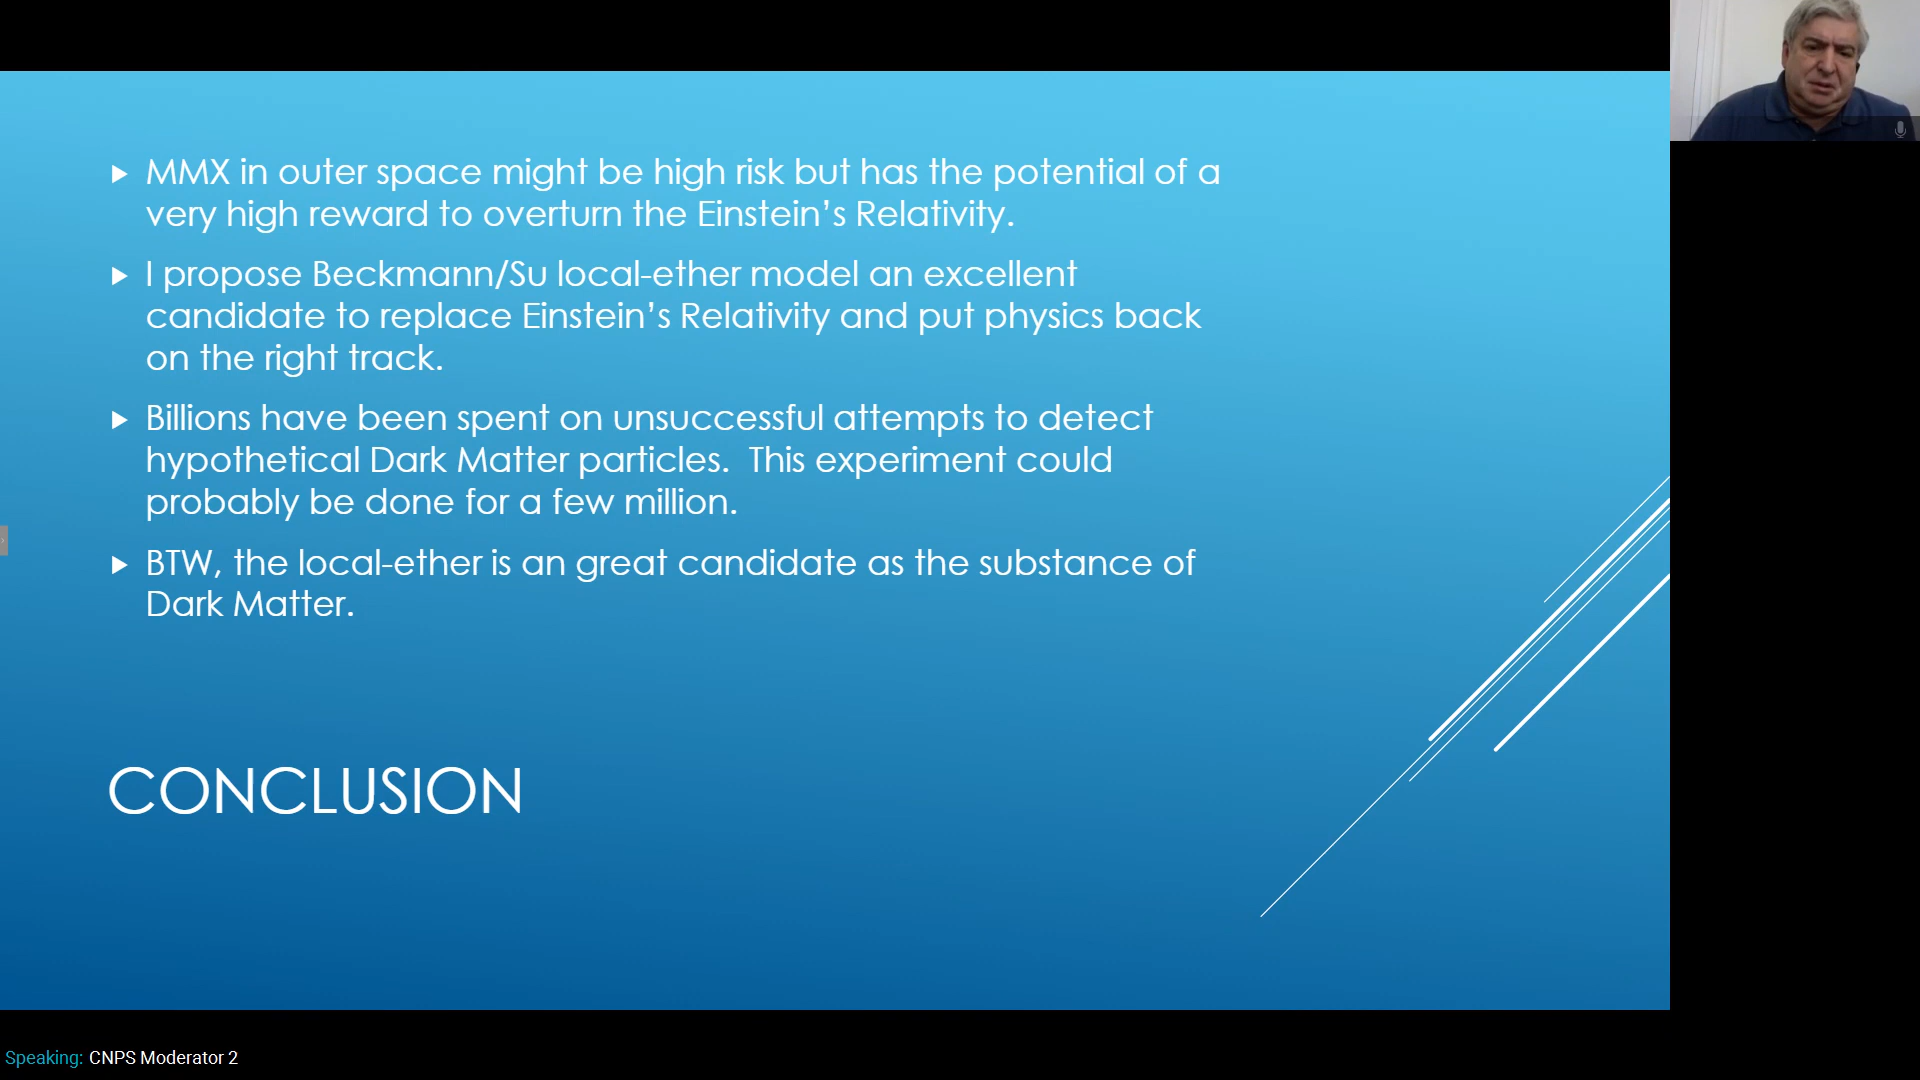 MMX in outer space might be high risk but has the potential of a
very high reward to overturn the Einstein's Relativity.
I propose Beckmann/Su local-ether model an excellent
candidate to replace Einstein's Relativity and put physics back
on the right track.
Billions have been spent on unsuccessful attempts to detect
hypothetical Dark Matter particles.  This experiment could
probably be done for a few million.
BTW, the local-ether is an great candidate as the substance of
Dark Matter.
CONCLUSION
Speaking: CNPS Moderator 2